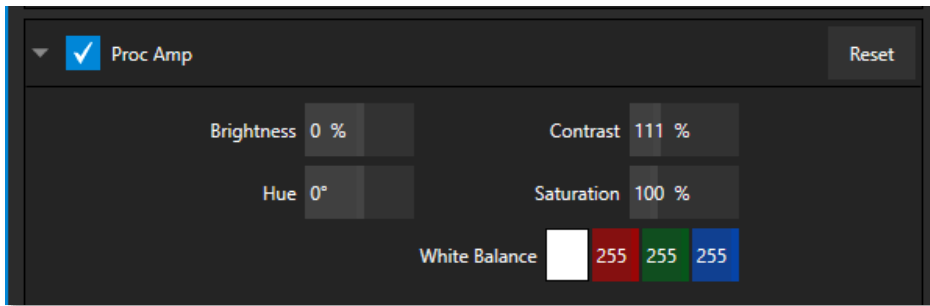 Proc Amp Reset
Brightness 0 % Contrast 111 %
Hue 0° Saturation 100 %
White Balance 255 255 255